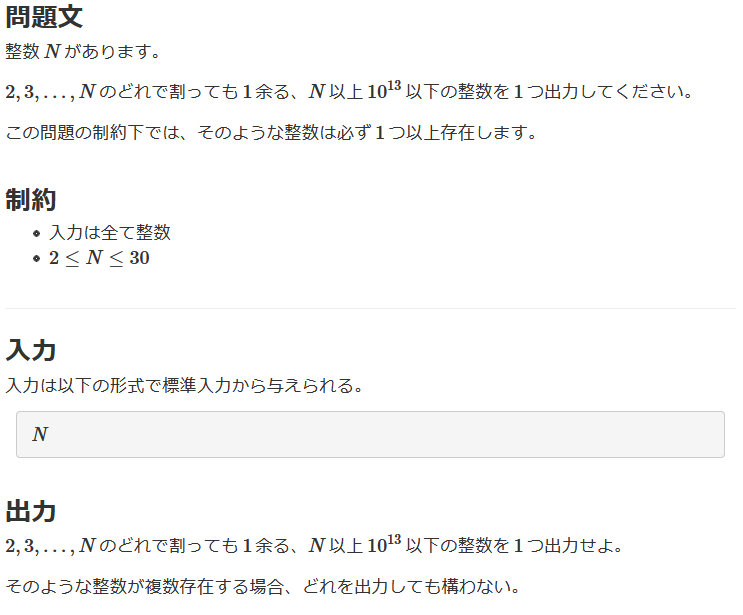 問題文
整数 N があります。
2, 3, . . . , N のどれで割っても 1 余る、N 以上 10^13 以下の整数を 1 つ出力してください。
この問題の制約下では、そのような整数は必ず 1 つ以上存在します。
制約
• 入力は全て整数
• 2 ≤ N ≤ 30
入力
入力は以下の形式で標準入力から与えられる。
N
出力
2, 3, . . . , N のどれで割っても 1 余る、N 以上 10^13 以下の整数を 1 つ出力せよ。
そのような整数が複数存在する場合、どれを出力しても構わない。